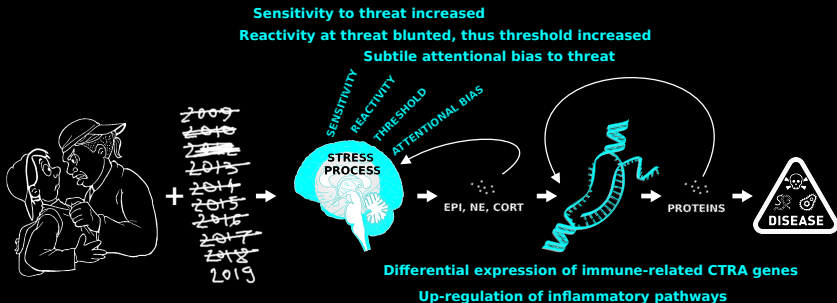 Sensitivity to threat increased
Reactivity at threat blunted, thus threshold increased
Subtile attentional bias to threat
SENSITIVITY
REACTIVITY
THRESHOLD
ATTENTIONAL BIAS
2009
2010
2013
2014
2015
2016
2017
2018
2019
+
STRESS
PROCESS
EPI, NE, CORT
PROTEINS
DISEASE
Differential expression of immune-related CTRA genes
Up-regulation of inflammatory pathways